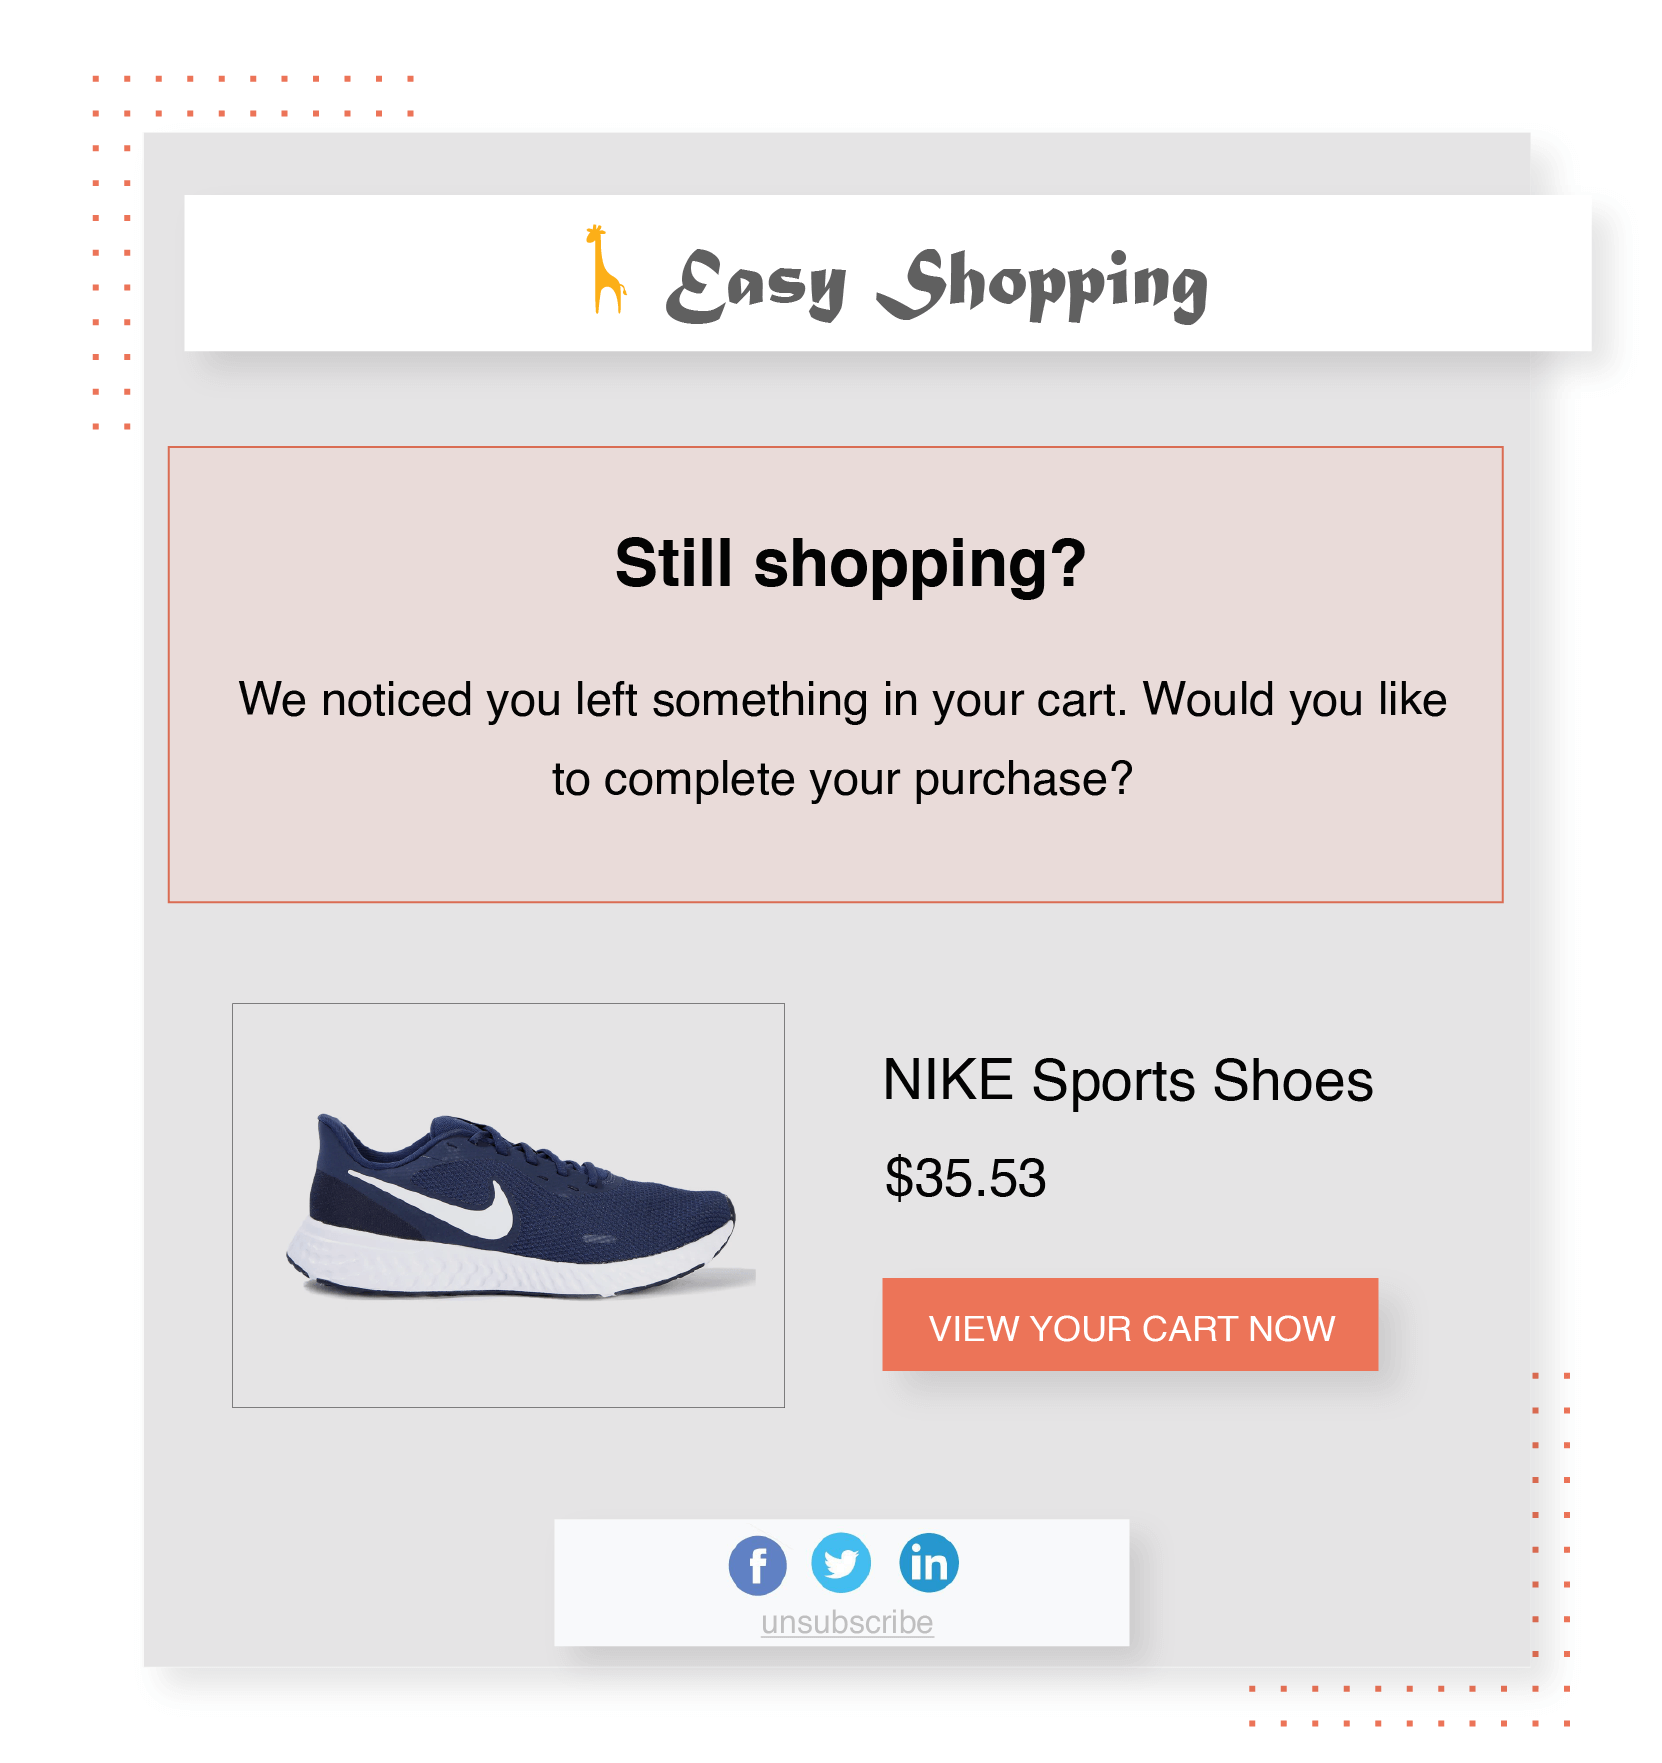 Easy Shopping
Still shopping?
We noticed you left something in your cart. Would you like
to complete your purchase?
NIKE Sports Shoes
$35.53
VIEW YOUR CART NOW
f in
unsubscribe